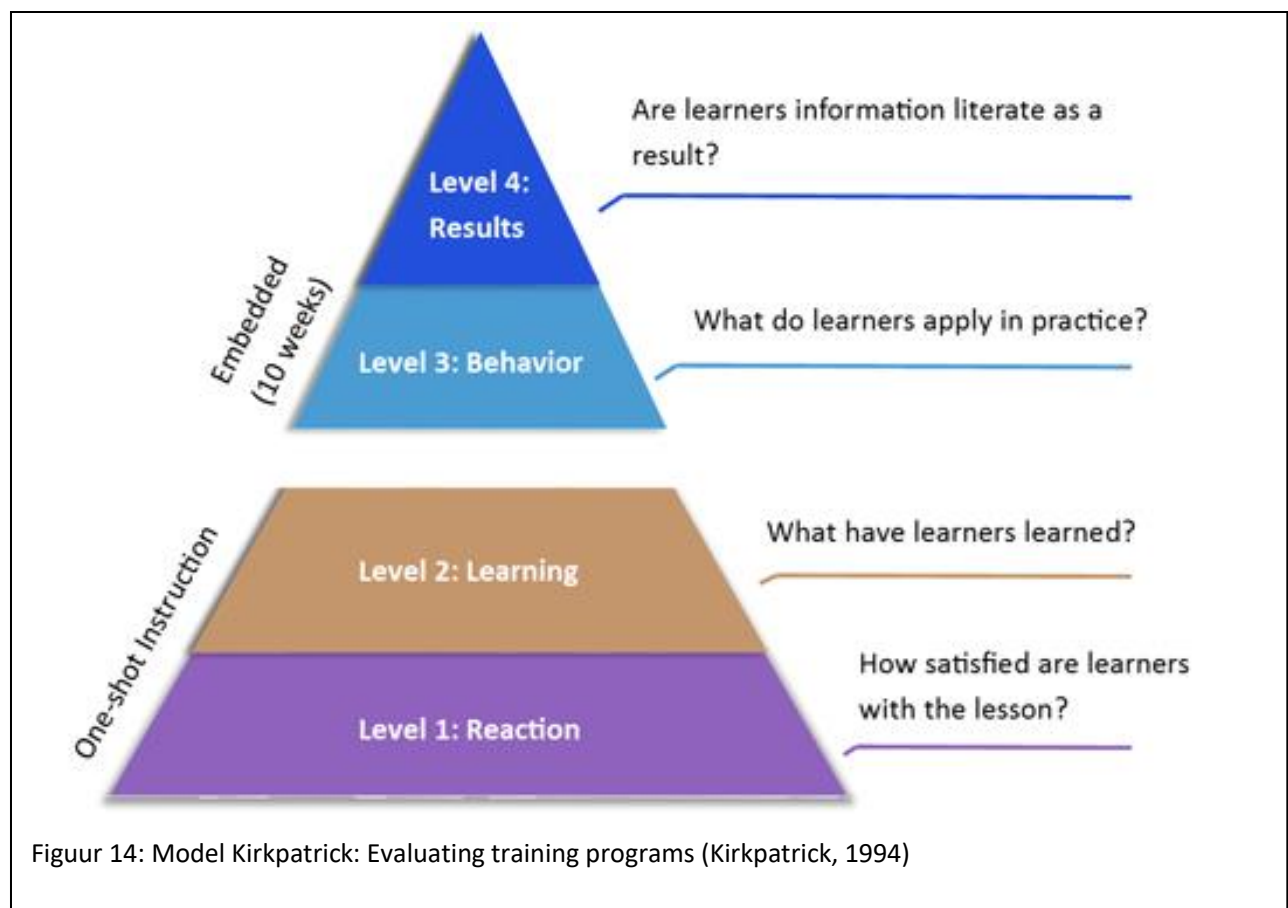 Are learners information literate as a
result?
Level 4:
Results
Embedded
(10 weeks)
What do learners apply in practice?
Level 3: Behavior
What have learners learned?
Level 2: Learning
One-shot Instruction
How satisfied are learners
with the lesson?
Level 1: Reaction
Figuur 14: Model Kirkpatrick: Evaluating training programs (Kirkpatrick, 1994)